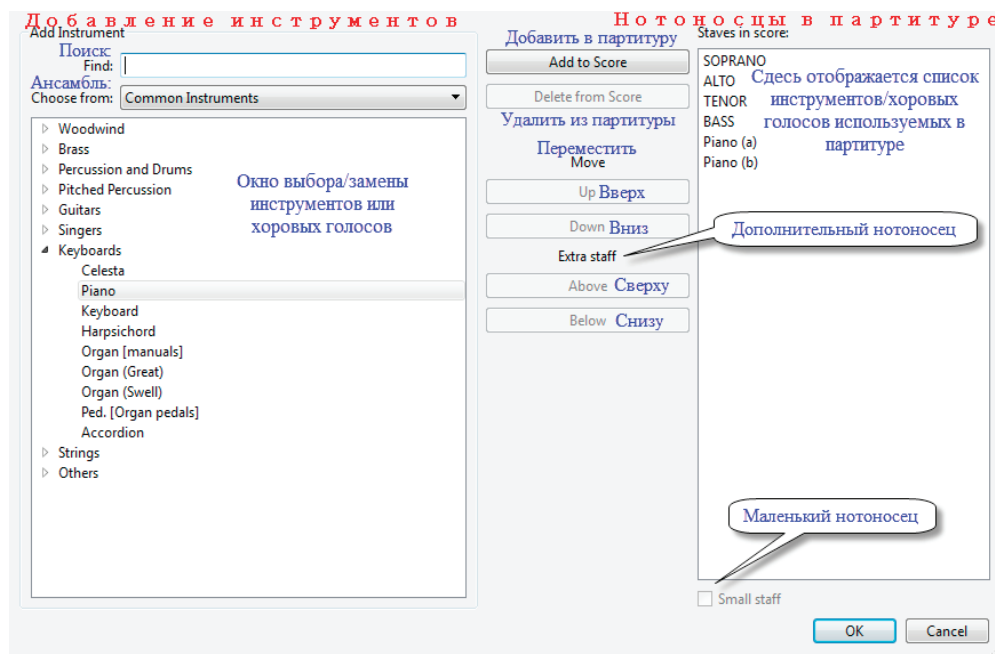 Добавление инструментов
Нотоносцы в партитуре
Add Instrument
Поиск:
Find:
Ансамбль:
Choose from: Common Instruments
Woodwind
Brass
Percussion and Drums
Pitched Percussion
Guitars
Singers
Keyboards
Celesta
Piano
Keyboard
Harpsichord
Organ [manuals]
Organ (Great)
Organ (Swell)
Ped. [Organ pedals]
Accordion
Strings
Others
Окно выбора/замены
инструментов или
хоровых голосов
Добавить в партитуру
Add to Score
Delete from Score
Удалить из партитуры
Переместить
Move
Up Вверх
Down Вниз
Extra staff
Above Сверху
Below Снизу
Дополнительный нотоносец
Staves in score:
SOPRANO
ALTO
TENOR
BASS
Piano (a)
Piano (b)
Сдесь отображается список
инструментов/хоровых
голосов используемых в
партитуре
Маленький нотоносец
Small staff
OK
Cancel